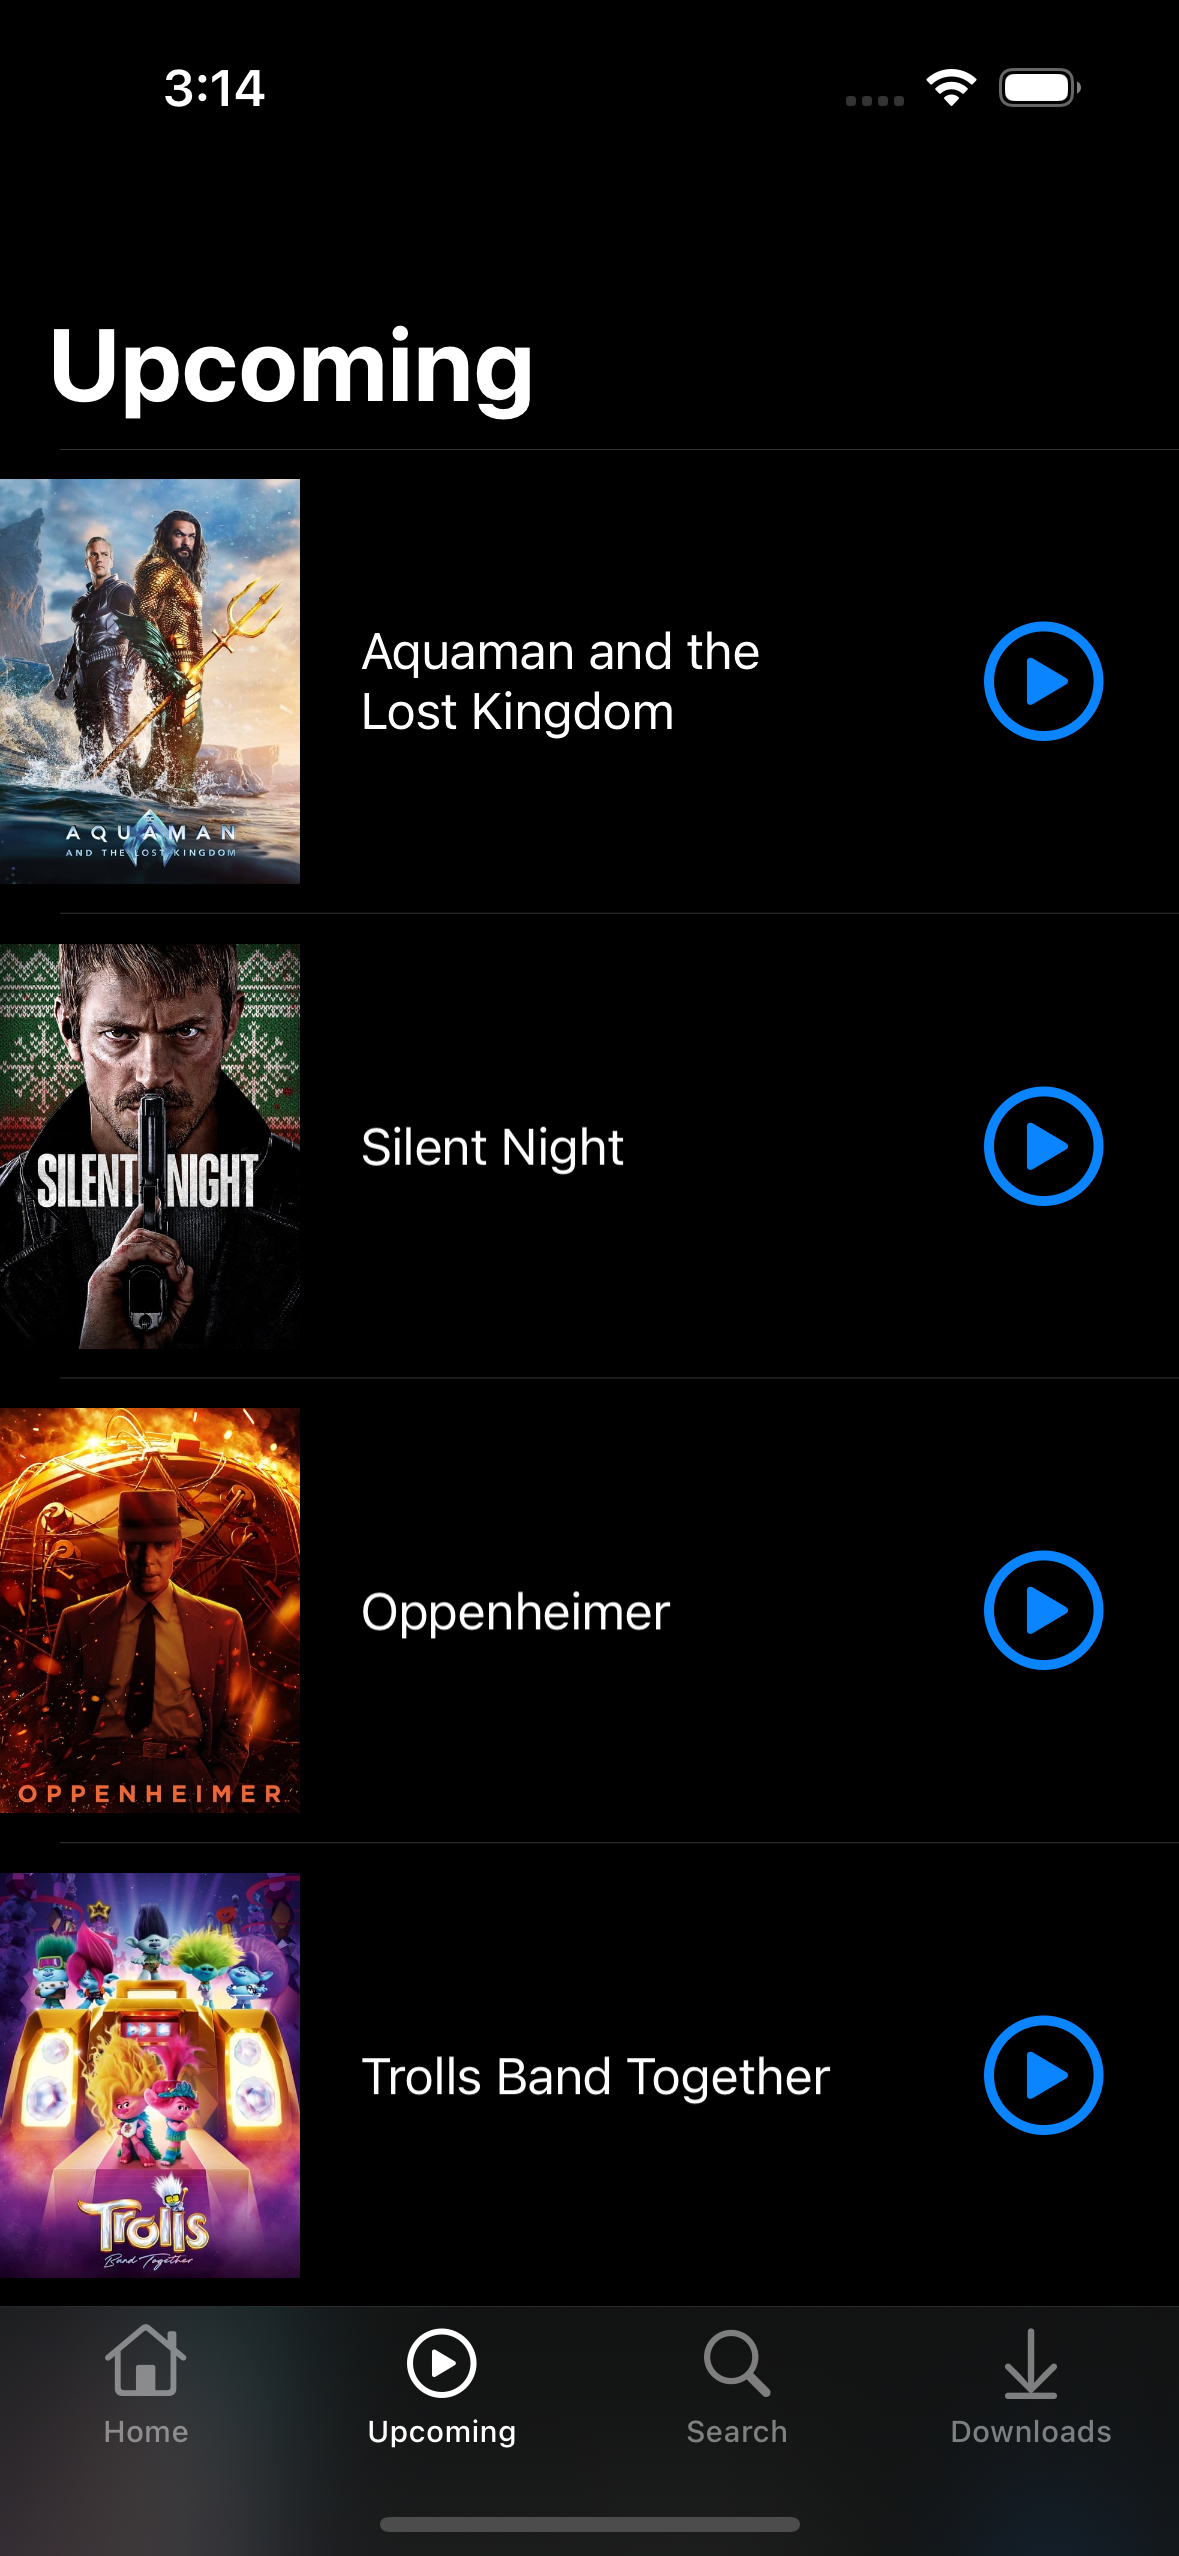 3:14
Upcoming
AQUAMAN
AND THE LOST KINGDOM
Aquaman and the
Lost Kingdom
SILENT NIGHT
Silent Night
OPPENHEIMER
Oppenheimer
Trolls
Band Together
Trolls Band Together
Home
Upcoming
Search
Downloads